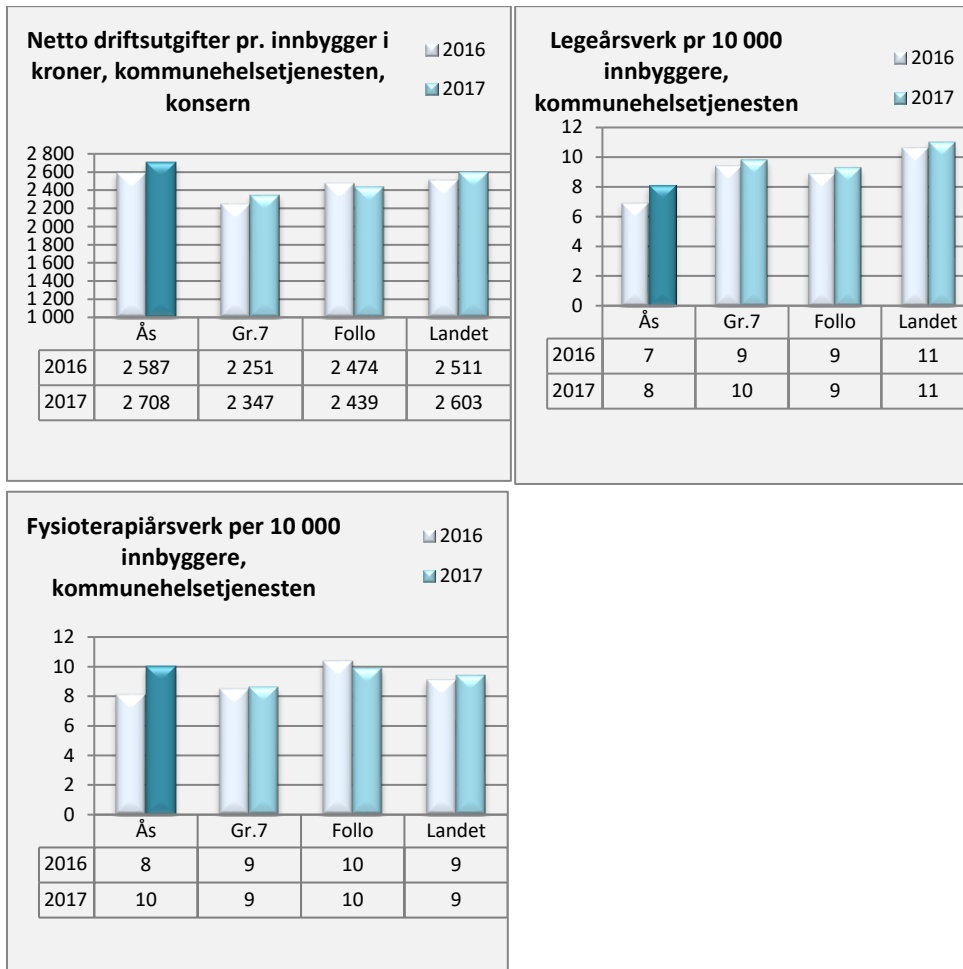 Netto driftsutgifter pr. innbygger i
kroner, kommunehelsetjenesten,
konsern
2016
2017
2 800
2 600
2 400
2 200
2 000
1 800
1 600
1 400
1 200
1 000
Ås Gr.7 Follo Landet
2016 2 587 2 251 2 474 2 511
2017 2 708 2 347 2 439 2 603
Legeårsverk pr 10 000
innbyggere,
kommunehelsetjenesten
2016
2017
12
10
8
6
4
2
0
Ås Gr.7 Follo Landet
2016 7 9 9 11
2017 8 10 9 11
Fysioterapiårsverk per 10 000
innbyggere,
kommunehelsetjenesten
2016
2017
12
10
8
6
4
2
0
Ås Gr.7 Follo Landet
2016 8 9 10 9
2017 10 9 10 9